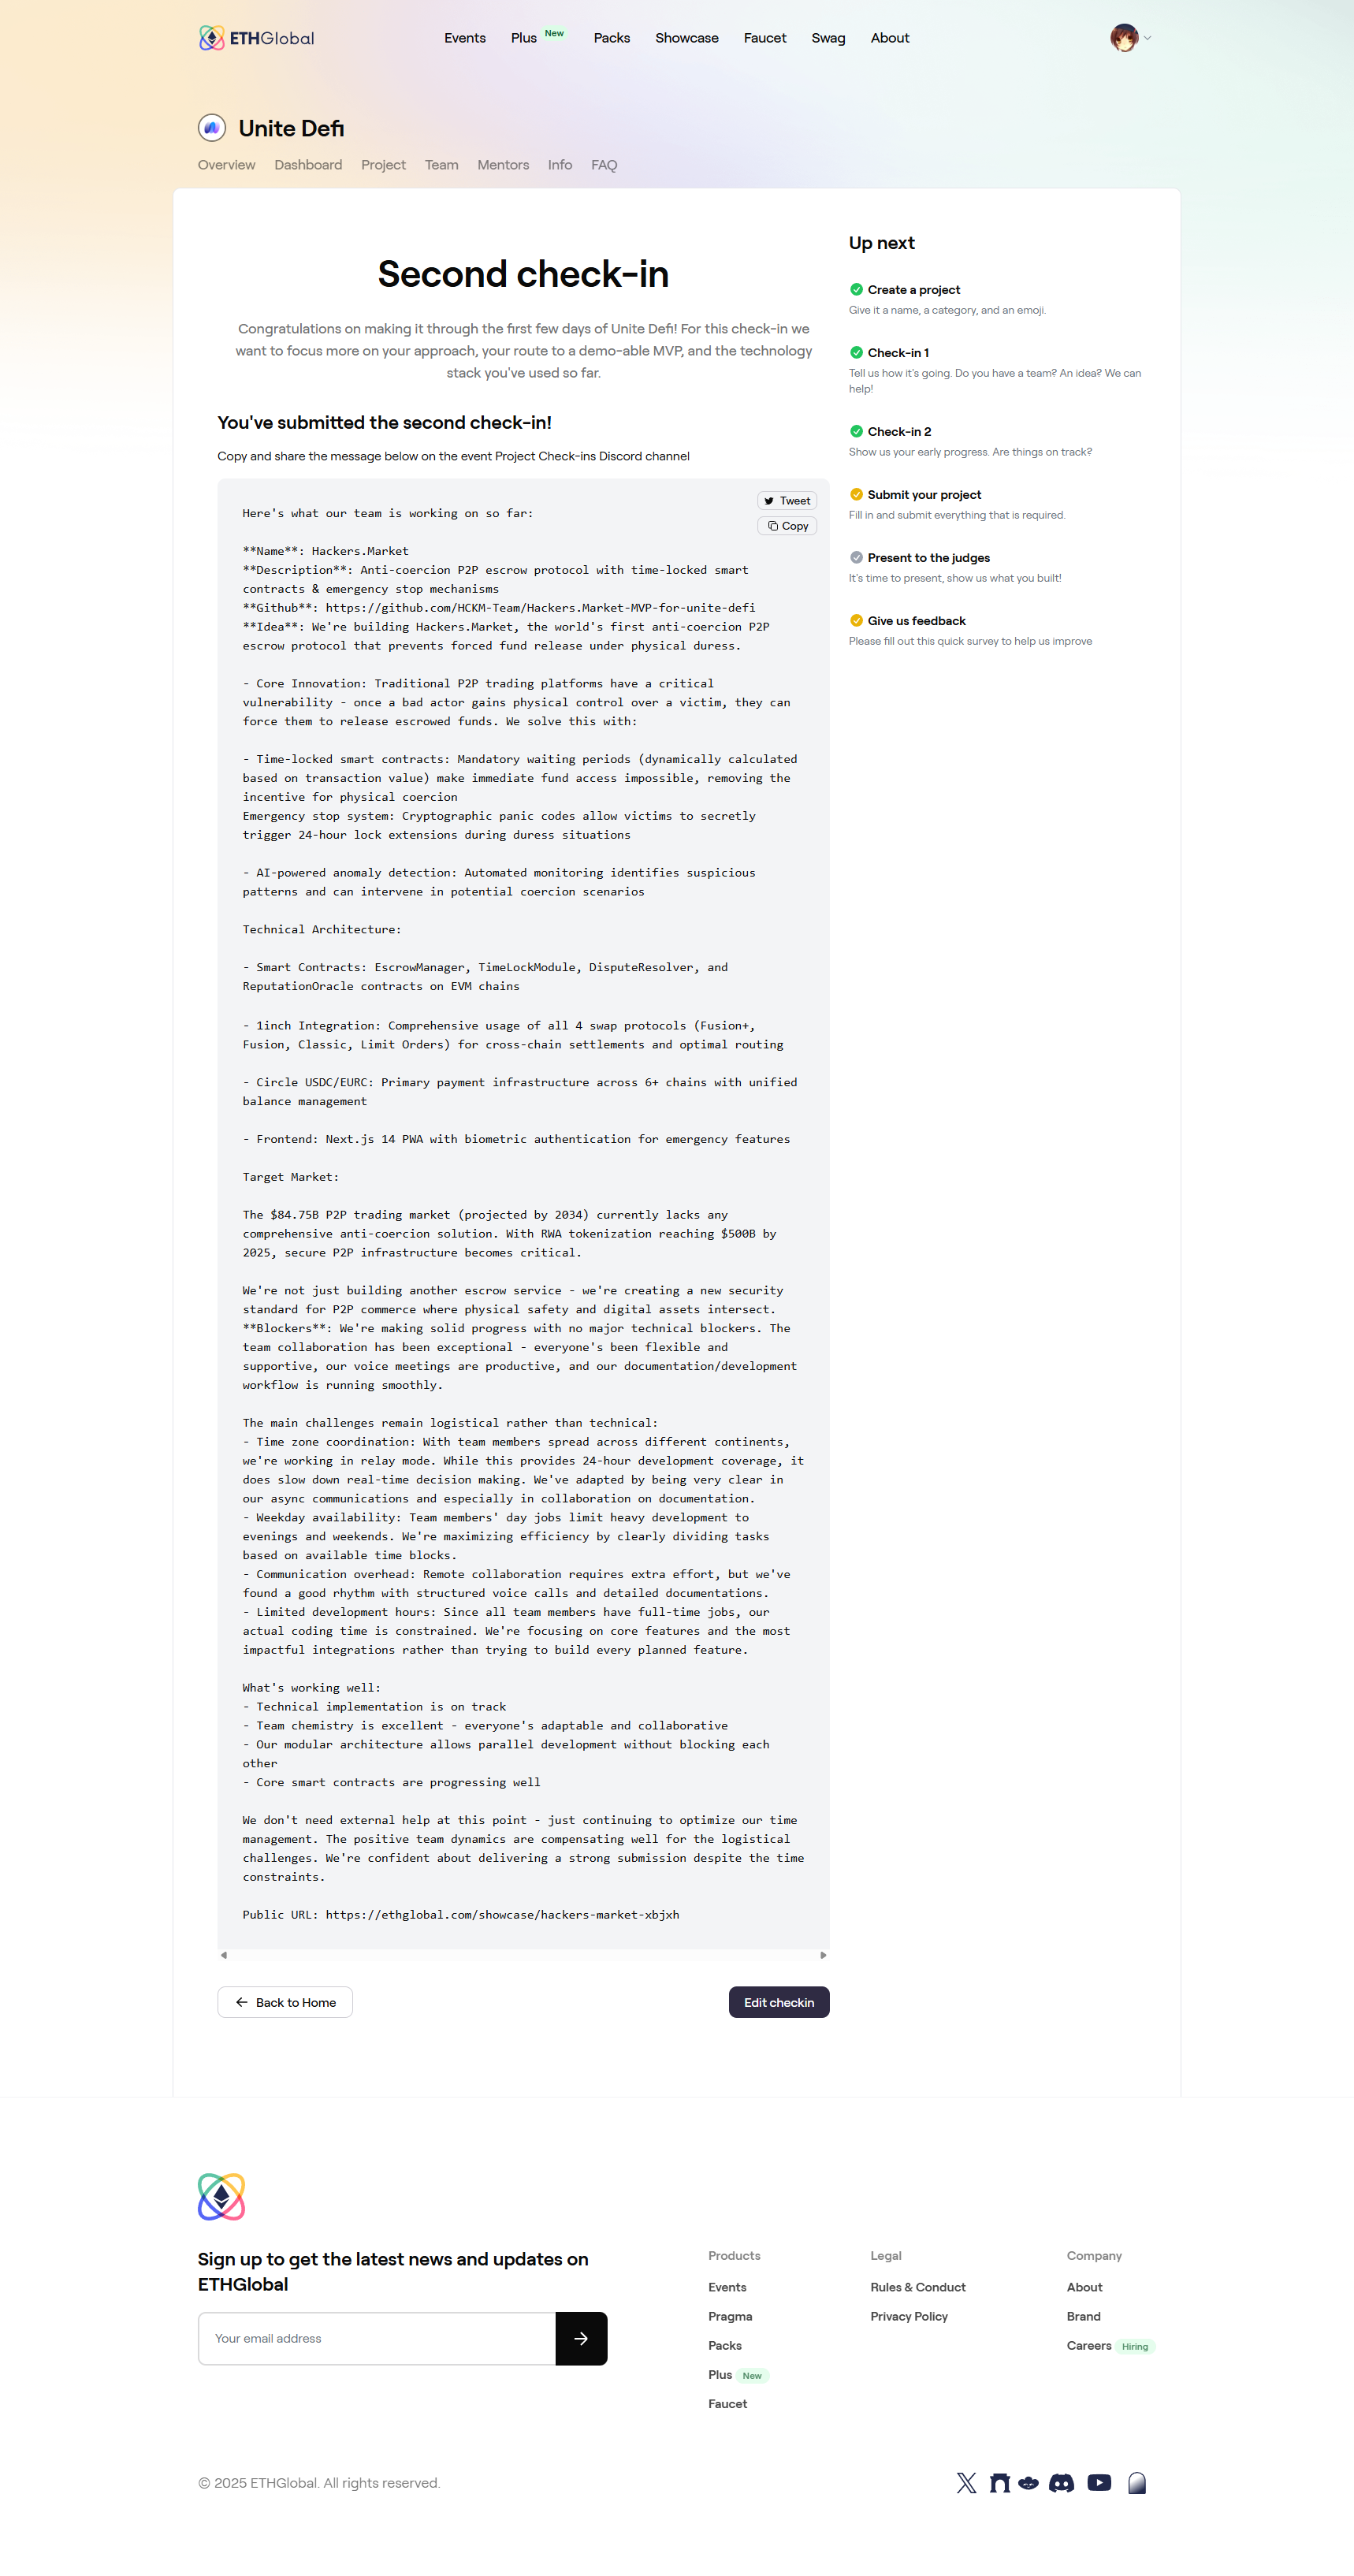 ETHGlobal
Events
Plus New
Packs
Showcase
Faucet
Swag
About
Unite Defi
Overview
Dashboard
Project
Team
Mentors
Info
FAQ
Second check-in
Congratulations on making it through the first few days of Unite Defi! For this check-in we
want to focus more on your approach, your route to a demo-able MVP, and the technology
stack you've used so far.
You've submitted the second check-in!
Copy and share the message below on the event Project Check-ins Discord channel
Tweet
Copy
Here's what our team is working on so far:
**Name**: Hackers.Market
**Description**: Anti-coercion P2P escrow protocol with time-locked smart
contracts & emergency stop mechanisms
**Github**: https://github.com/HCKM-Team/Hackers.Market-MVP-for-unite-defi
**Idea**: We're building Hackers.Market, the world's first anti-coercion P2P
escrow protocol that prevents forced fund release under physical duress.
- Core Innovation: Traditional P2P trading platforms have a critical
vulnerability - once a bad actor gains physical control over a victim, they can
force them to release escrowed funds. We solve this with:
- Time-locked smart contracts: Mandatory waiting periods (dynamically calculated
based on transaction value) make immediate fund access impossible, removing the
incentive for physical coercion
Emergency stop system: Cryptographic panic codes allow victims to secretly
trigger 24-hour lock extensions during duress situations
- AI-powered anomaly detection: Automated monitoring identifies suspicious
patterns and can intervene in potential coercion scenarios
Technical Architecture:
- Smart Contracts: EscrowManager, TimeLockModule, DisputeResolver, and
ReputationOracle contracts on EVM chains
- 1inch Integration: Comprehensive usage of all 4 swap protocols (Fusion+,
Fusion, Classic, Limit Orders) for cross-chain settlements and optimal routing
- Circle USDC/EURC: Primary payment infrastructure across 6+ chains with unified
balance management
- Frontend: Next.js 14 PWA with biometric authentication for emergency features
Target Market:
The $84.75B P2P trading market (projected by 2034) currently lacks any
comprehensive anti-coercion solution. With RWA tokenization reaching $500B by
2025, secure P2P infrastructure becomes critical.
We're not just building another escrow service - we're creating a new security
standard for P2P commerce where physical safety and digital assets intersect.
**Blockers**: We're making solid progress with no major technical blockers. The
team collaboration has been exceptional - everyone's been flexible and
supportive, our voice meetings are productive, and our documentation/development
workflow is running smoothly.
The main challenges remain logistical rather than technical:
- Time zone coordination: With team members spread across different continents,
we're working in relay mode. While this provides 24-hour development coverage, it
does slow down real-time decision making. We've adapted by being very clear in
our async communications and especially in collaboration on documentation.
- Weekday availability: Team members' day jobs limit heavy development to
evenings and weekends. We're maximizing efficiency by clearly dividing tasks
based on available time blocks.
- Communication overhead: Remote collaboration requires extra effort, but we've
found a good rhythm with structured voice calls and detailed documentations.
- Limited development hours: Since all team members have full-time jobs, our
actual coding time is constrained. We're focusing on core features and the most
impactful integrations rather than trying to build every planned feature.
What's working well:
- Technical implementation is on track
- Team chemistry is excellent - everyone's adaptable and collaborative
- Our modular architecture allows parallel development without blocking each
other
- Core smart contracts are progressing well
We don't need external help at this point - just continuing to optimize our time
management. The positive team dynamics are compensating well for the logistical
challenges. We're confident about delivering a strong submission despite the time
constraints.
Public URL: https://ethglobal.com/showcase/hackers-market-xbjxh
Back to Home
Edit checkin
Up next
Create a project
Give it a name, a category, and an emoji.
Check-in 1
Tell us how it's going. Do you have a team? An idea? We can
help!
Check-in 2
Show us your early progress. Are things on track?
Submit your project
Fill in and submit everything that is required.
Present to the judges
It's time to present, show us what you built!
Give us feedback
Please fill out this quick survey to help us improve
Sign up to get the latest news and updates on
ETHGlobal
Your email address
Products
Events
Pragma
Packs
Plus New
Faucet
Legal
Rules & Conduct
Privacy Policy
Company
About
Brand
Careers Hiring
© 2025 ETHGlobal. All rights reserved.